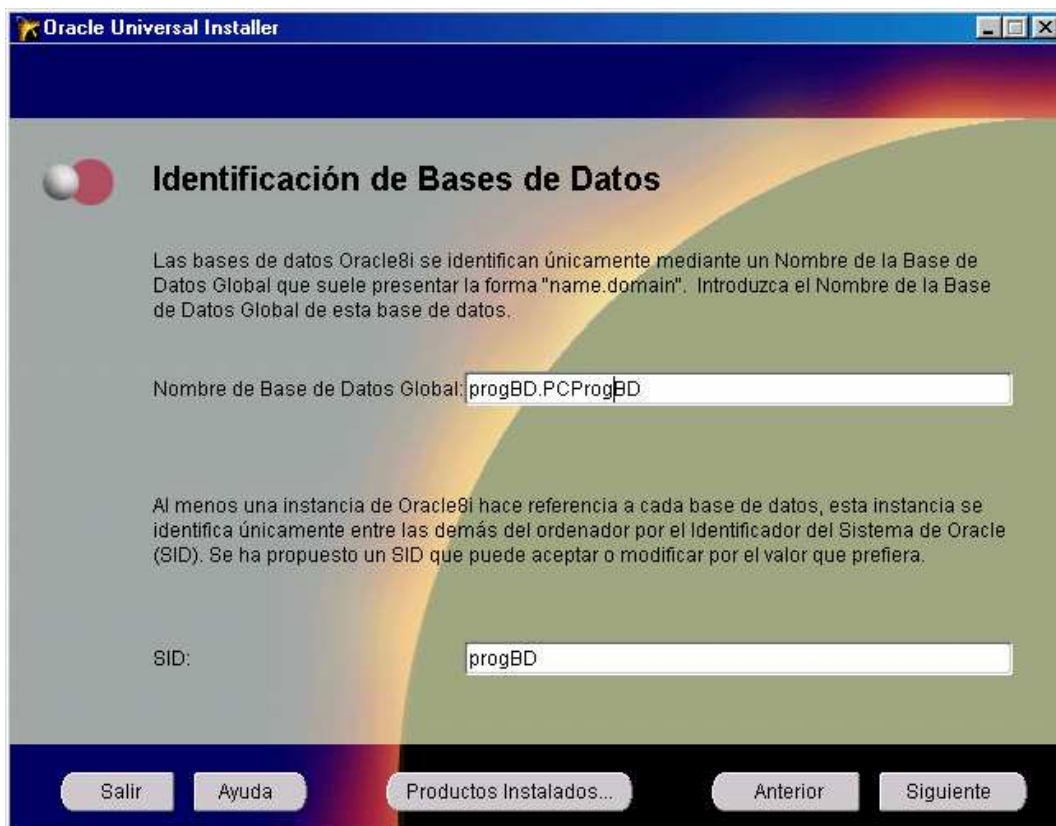 Oracle Universal Installer
Identificación de Bases de Datos
Las bases de datos Oracle8i se identifican únicamente mediante un Nombre de la Base de
Datos Global que suele presentar la forma "name.domain". Introduzca el Nombre de la Base
de Datos Global de esta base de datos.
Nombre de Base de Datos Global: progBD.PCProgBD
Al menos una instancia de Oracle8i hace referencia a cada base de datos, esta instancia se
identifica únicamente entre las demás del ordenador por el Identificador del Sistema de Oracle
(SID). Se ha propuesto un SID que puede aceptar o modificar por el valor que prefiera.
SID: progBD
Salir Ayuda Productos Instalados... Anterior Siguiente